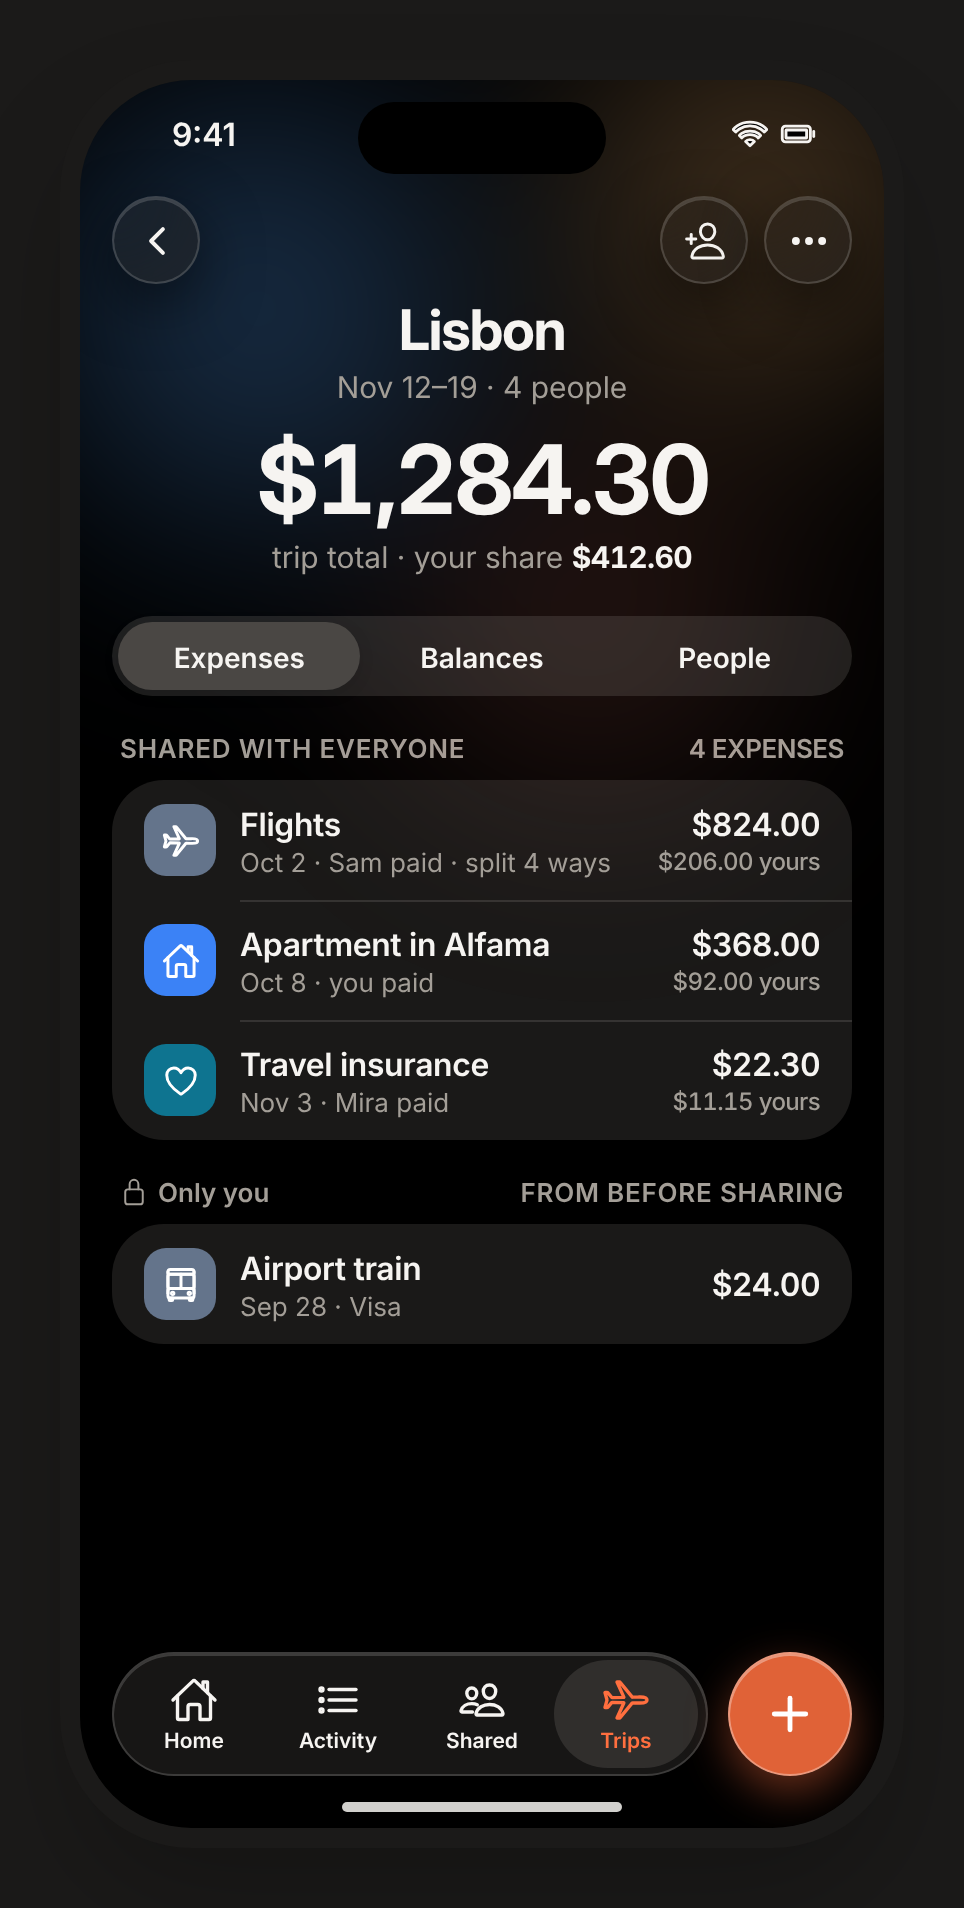 9:41
Lisbon
Nov 12–19 · 4 people
$1,284.30
trip total · your share $412.60
Expenses Balances People
SHARED WITH EVERYONE 4 EXPENSES
Flights $824.00
Oct 2 · Sam paid · split 4 ways $206.00 yours
Apartment in Alfama $368.00
Oct 8 · you paid $92.00 yours
Travel insurance $22.30
Nov 3 · Mira paid $11.15 yours
Only you FROM BEFORE SHARING
Airport train $24.00
Sep 28 · Visa
Home Activity Shared Trips